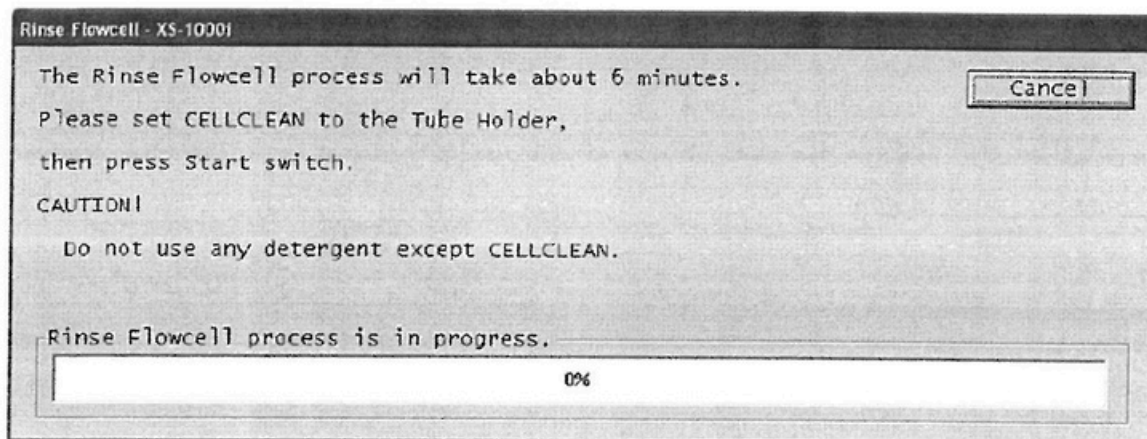 Rinse Flowcell - XS-1000i
The Rinse Flowcell process will take about 6 minutes.
Cancel
Please set CELLCLEAN to the Tube Holder,
then press Start switch.
CAUTION!
Do not use any detergent except CELLCLEAN.
Rinse Flowcell process is in progress.
0%